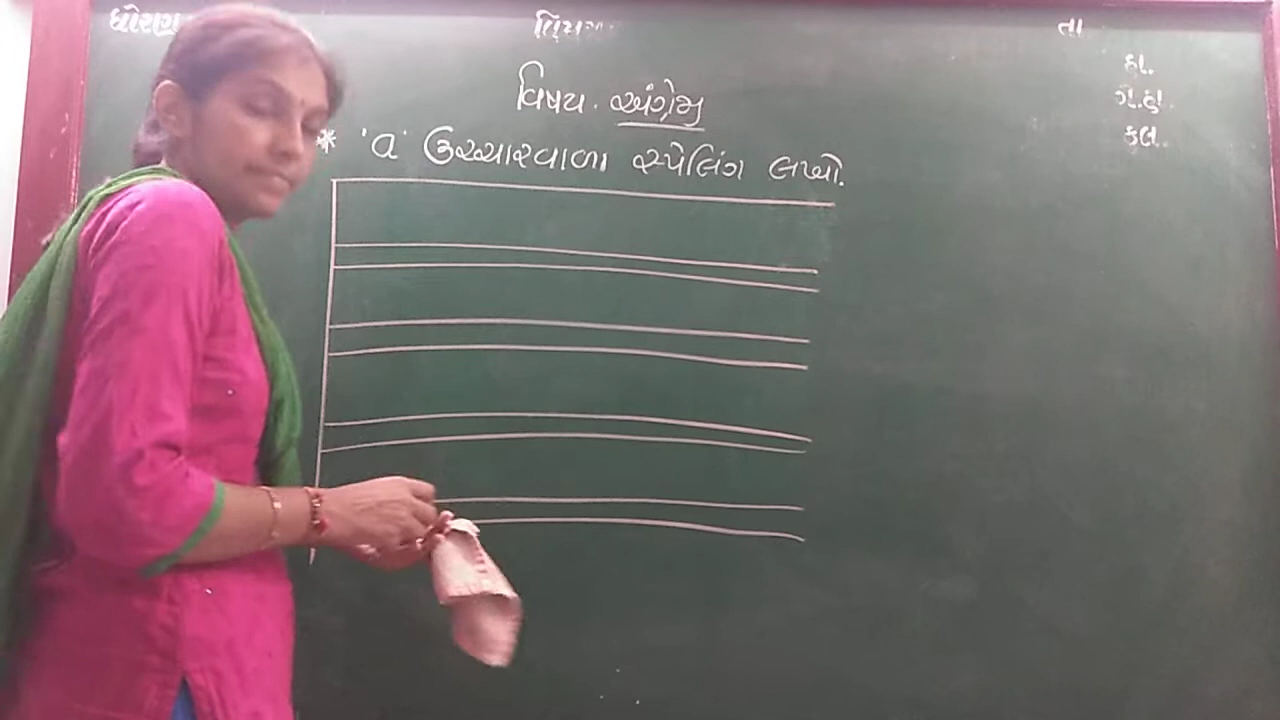 ધોરણ વિષય તા
હા.
ગે.હા.
કુલ.
વિષય. અંગ્રેજી
* 'a' ઉચ્ચારવાળા સ્પેલિંગ લખો.